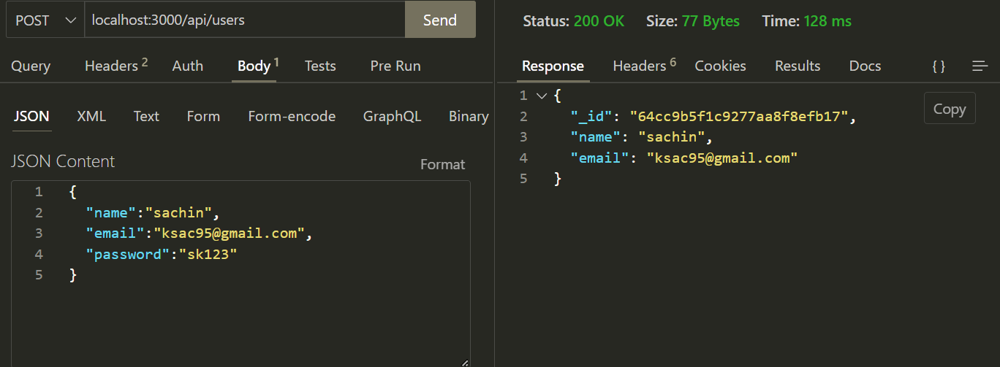 POST localhost:3000/api/users Send
Query Headers 2 Auth Body 1 Tests Pre Run
JSON XML Text Form Form-encode GraphQL Binary
JSON Content Format
1 {
2 "name":"sachin",
3 "email":"ksac95@gmail.com",
4 "password":"sk123"
5 }
Status: 200 OK Size: 77 Bytes Time: 128 ms
Response Headers 6 Cookies Results Docs { }
Copy
1 {
2 "_id": "64cc9b5f1c9277aa8f8efb17",
3 "name": "sachin",
4 "email": "ksac95@gmail.com"
5 }